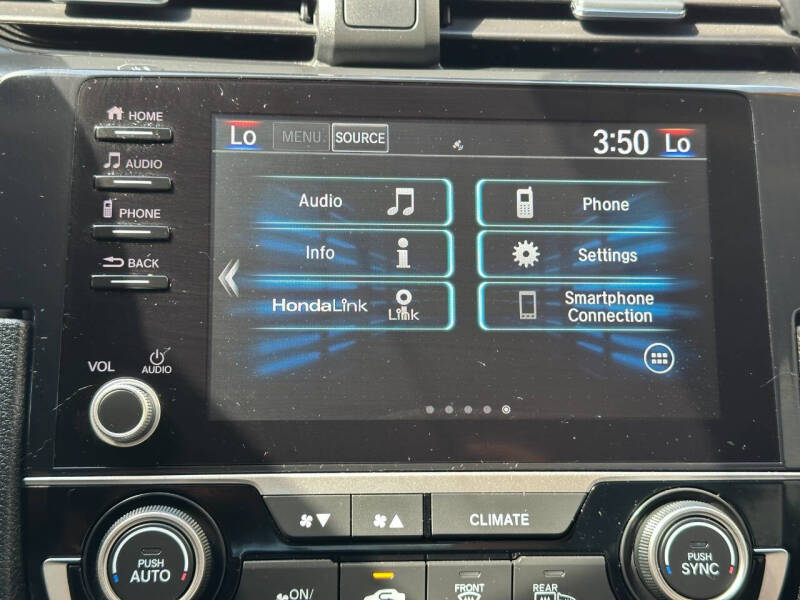 HOME
AUDIO
PHONE
BACK
VOL
AUDIO
Lo MENU SOURCE 3:50 Lo
Audio
Phone
Info
Settings
HondaLink
Link
Smartphone
Connection
CLIMATE
PUSH
AUTO
PUSH
SYNC
ON/
FRONT
REAR